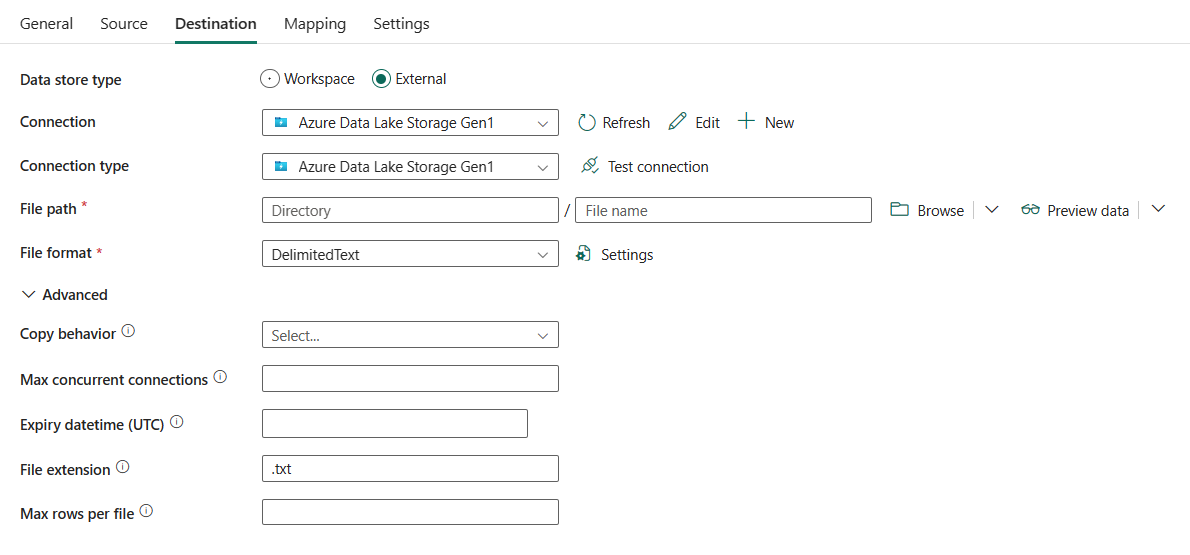 General Source Destination Mapping Settings
Data store type Workspace External
Connection Azure Data Lake Storage Gen1 Refresh Edit New
Connection type Azure Data Lake Storage Gen1 Test connection
File path * Directory / File name Browse Preview data
File format * DelimitedText Settings
Advanced
Copy behavior Select...
Max concurrent connections
Expiry datetime (UTC)
File extension .txt
Max rows per file